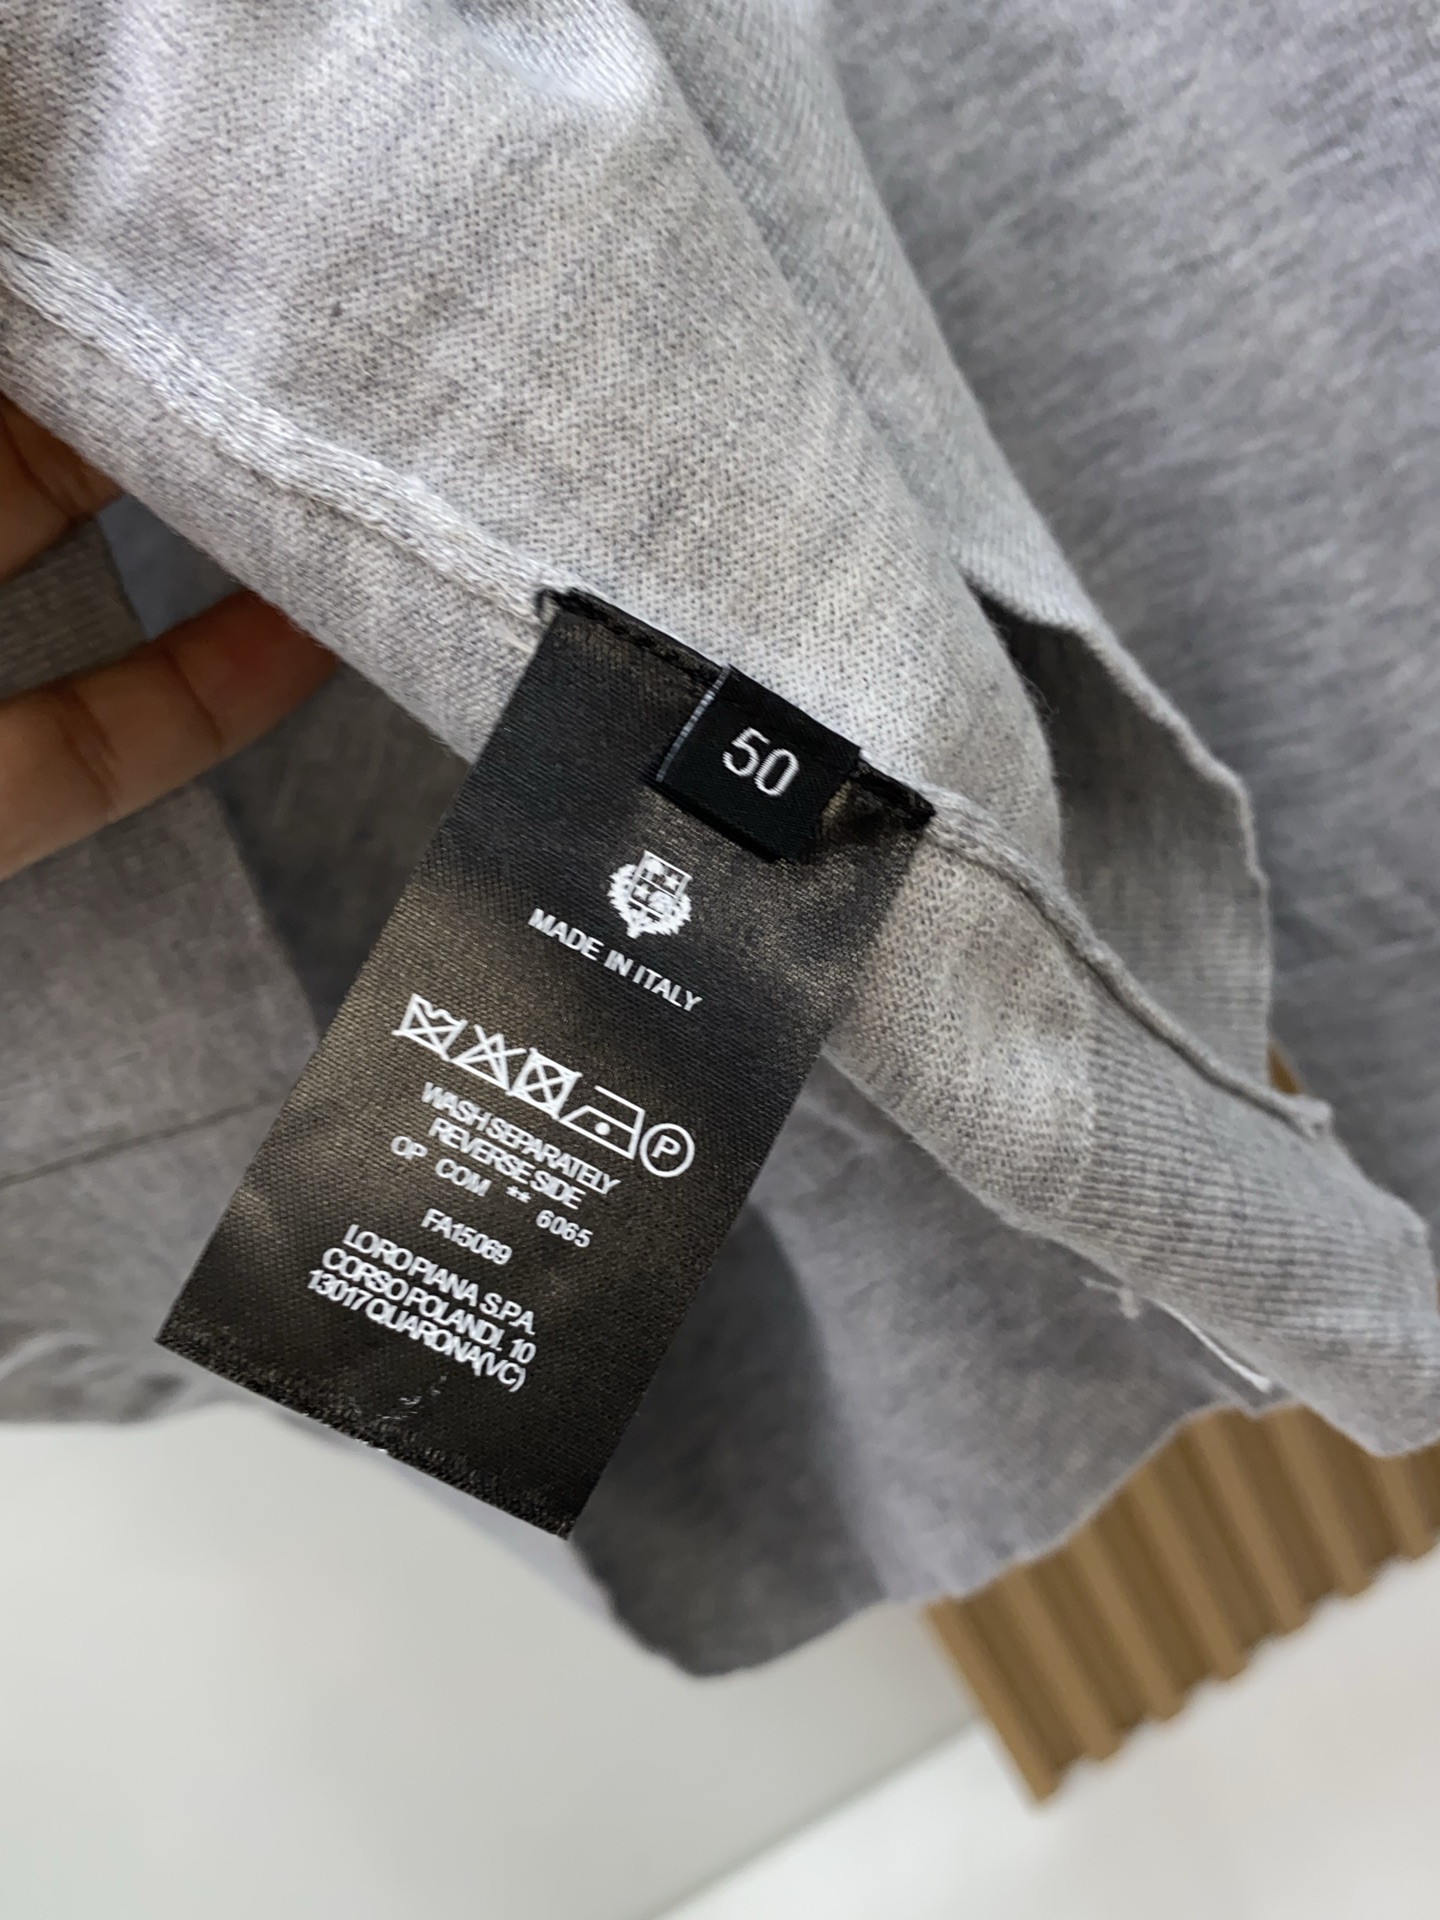 50
MADE IN ITALY
P
WASH SEPARATELY
REVERSE SIDE
OP COM ** 6065
FA15069
LORO PIANA S.P.A.
CORSO P.OLANDI, 10
13017 QUARONA(VC)